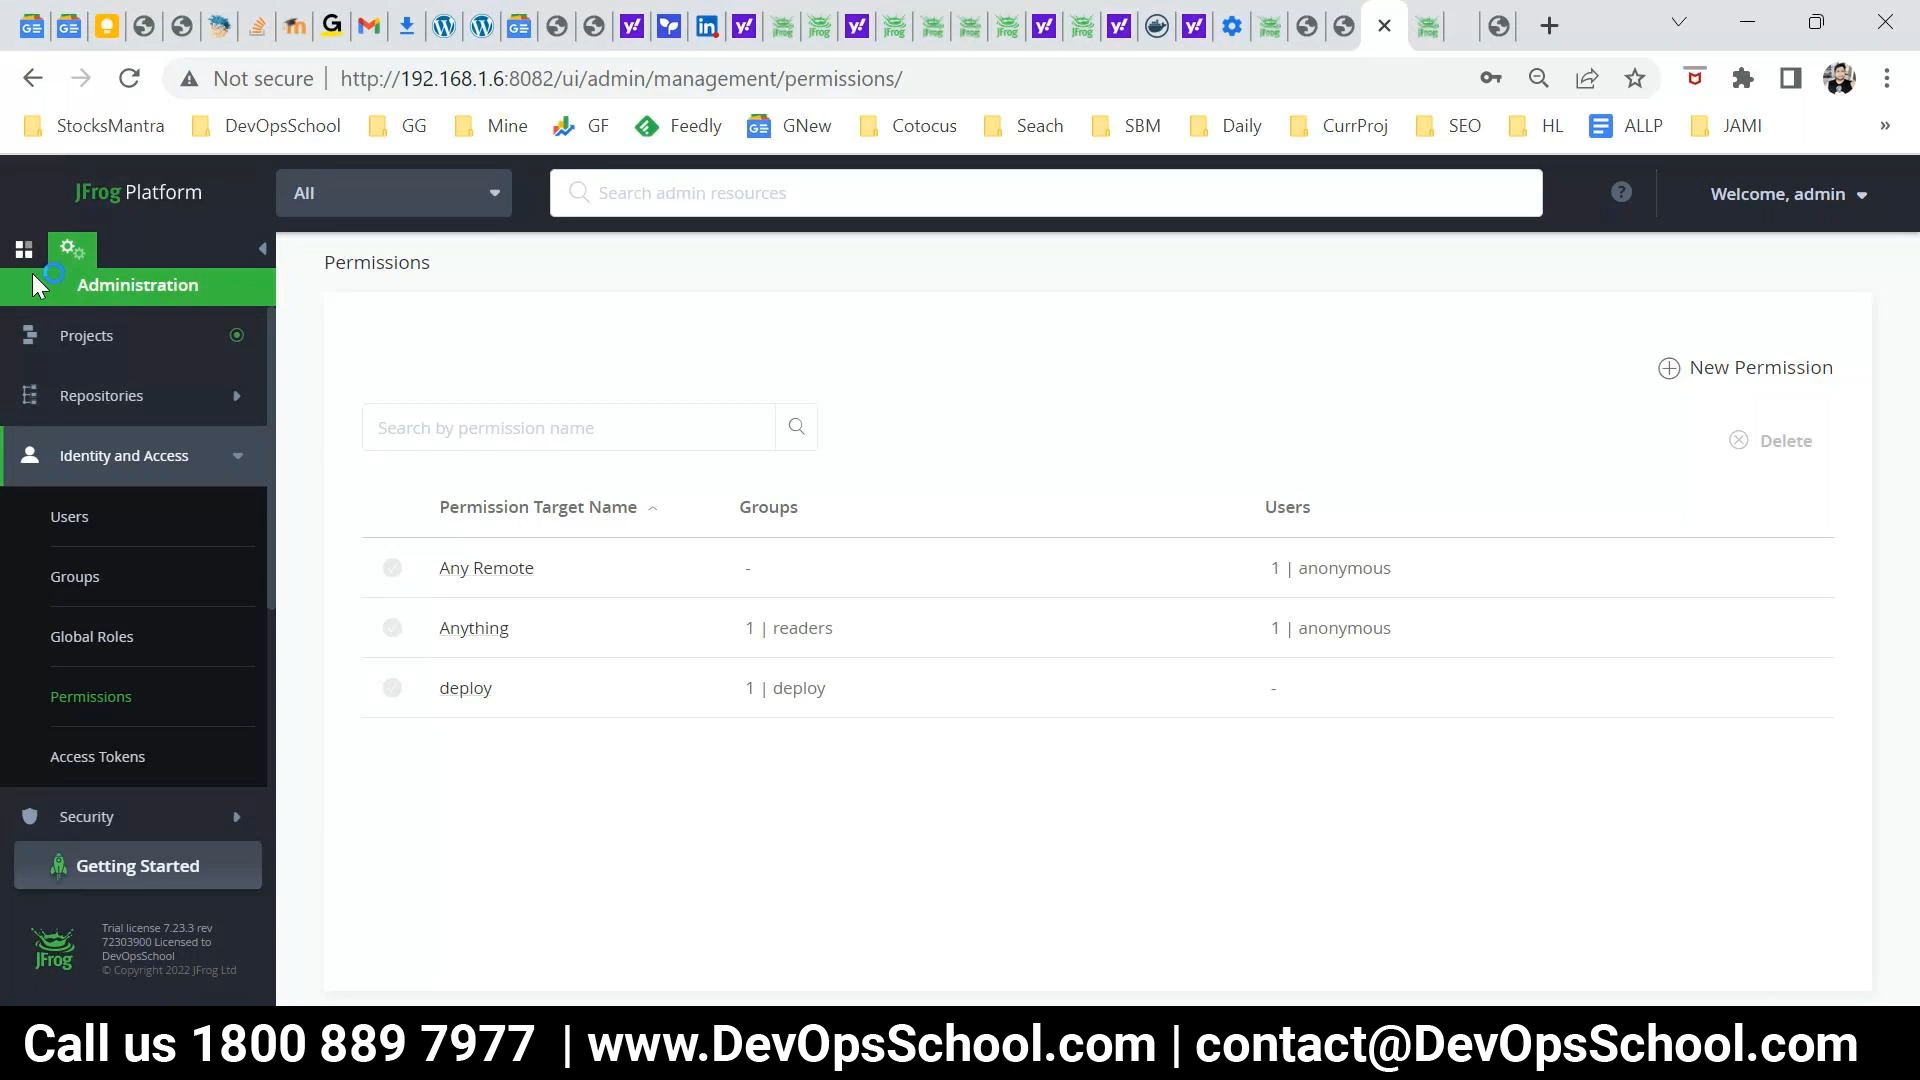 Not secure | http://192.168.1.6:8082/ui/admin/management/permissions/
StocksMantra DevOpsSchool GG Mine GF Feedly GNew Cotocus Seach SBM Daily CurrProj SEO HL ALLP JAMI »
JFrog Platform All Search admin resources ? Welcome, admin
Administration
Permissions
Projects
New Permission
Repositories
Search by permission name
Delete
Identity and Access
Permission Target Name Groups Users
Users
Any Remote - 1 | anonymous
Groups
Anything 1 | readers 1 | anonymous
Global Roles
deploy 1 | deploy -
Permissions
Access Tokens
Security
Getting Started
JFrog
Trial license 7.23.3 rev
72303900 Licensed to
DevOpsSchool
© Copyright 2022 JFrog Ltd
Call us 1800 889 7977 | www.DevOpsSchool.com | contact@DevOpsSchool.com